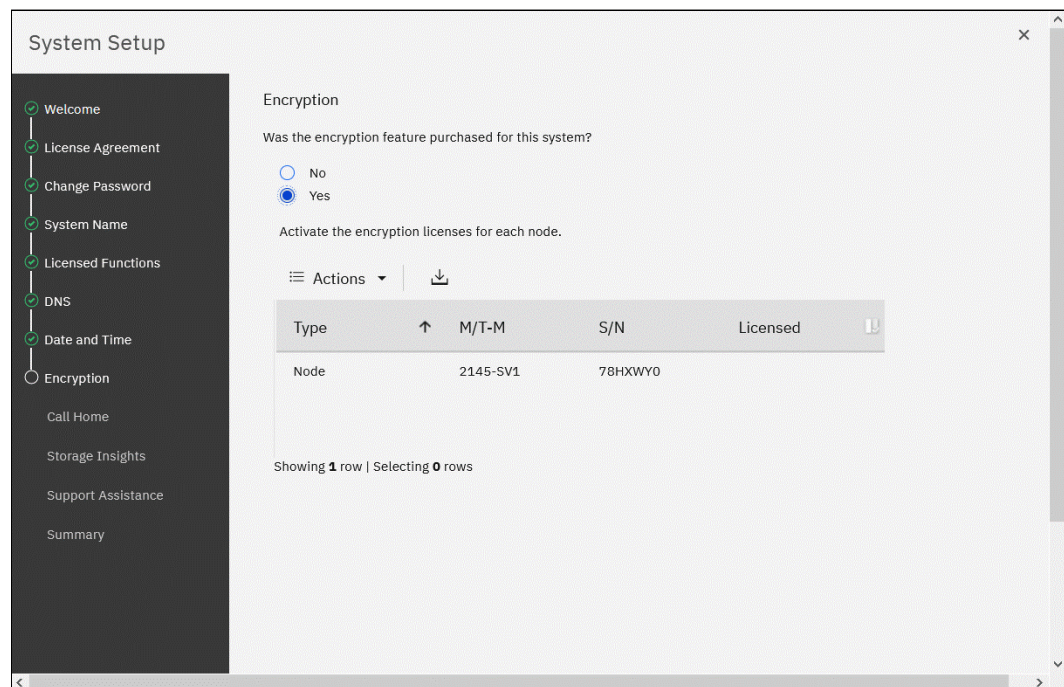 System Setup
Welcome
License Agreement
Change Password
System Name
Licensed Functions
DNS
Date and Time
Encryption
Call Home
Storage Insights
Support Assistance
Summary
Encryption
Was the encryption feature purchased for this system?
No
Yes
Activate the encryption licenses for each node.
Actions
Type M/T-M S/N Licensed
Node 2145-SV1 78HXWY0
Showing 1 row | Selecting 0 rows